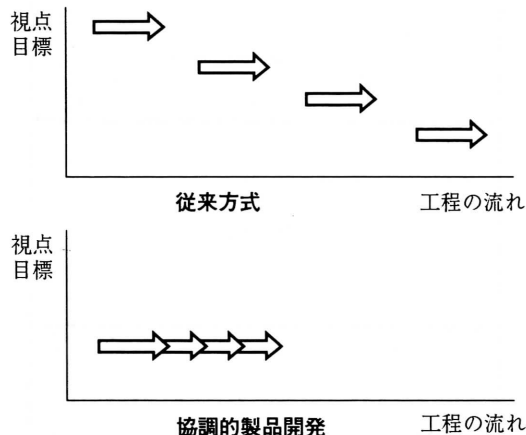 視点
目標
従来方式
工程の流れ
視点
目標
協調的製品開発
工程の流れ